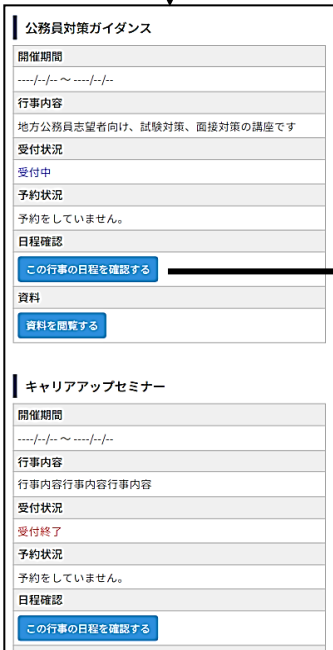 公務員対策ガイダンス
開催期間
----/--/-- ～ ----/--/--
行事内容
地方公務員志望者向け、試験対策、面接対策の講座です
受付状況
受付中
予約状況
予約をしていません。
日程確認
この行事の日程を確認する
資料
資料を閲覧する
キャリアアップセミナー
開催期間
----/--/-- ～ ----/--/--
行事内容
行事内容行事内容行事内容
受付状況
受付終了
予約状況
予約をしていません。
日程確認
この行事の日程を確認する